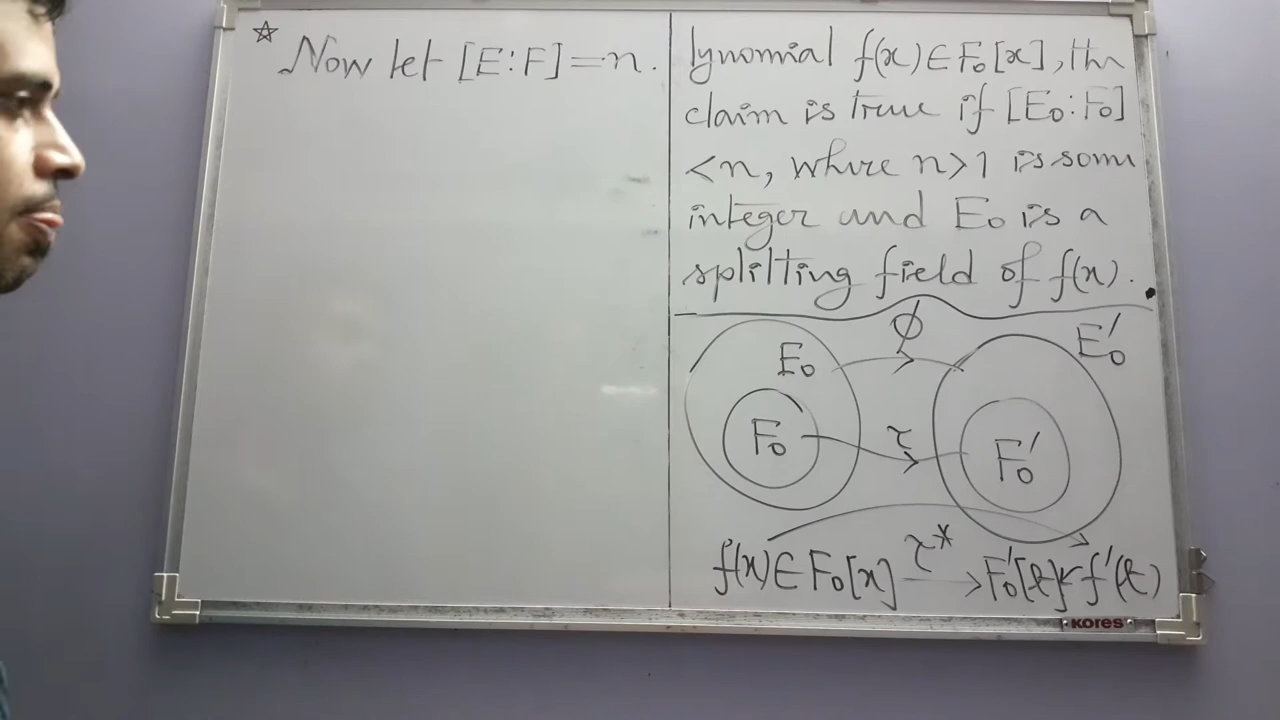 ☆ Now let [E:F]=n.
lynomial f(x)∈F₀[x], the
claim is true if [E₀:F₀]
<n, where n>1 is some
integer and E₀ is a
splitting field of f(x).
ϕ
E₀
E₀′
F₀
τ
F₀′
τ*
f(x)∈F₀[x] → F₀′[t] f′(t)
KORES